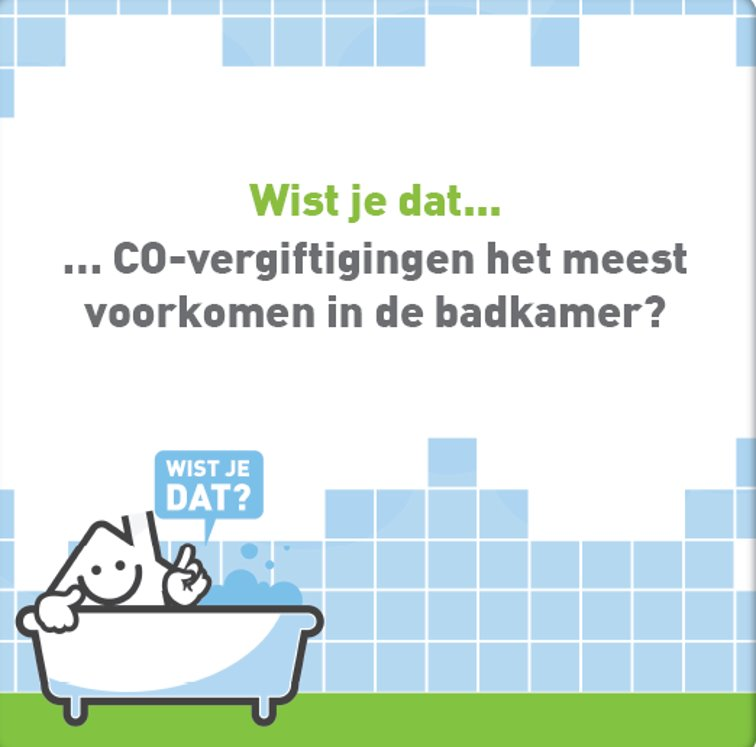 Wist je dat...
... CO-vergiftigingen het meest
voorkomen in de badkamer?
WIST JE
DAT?